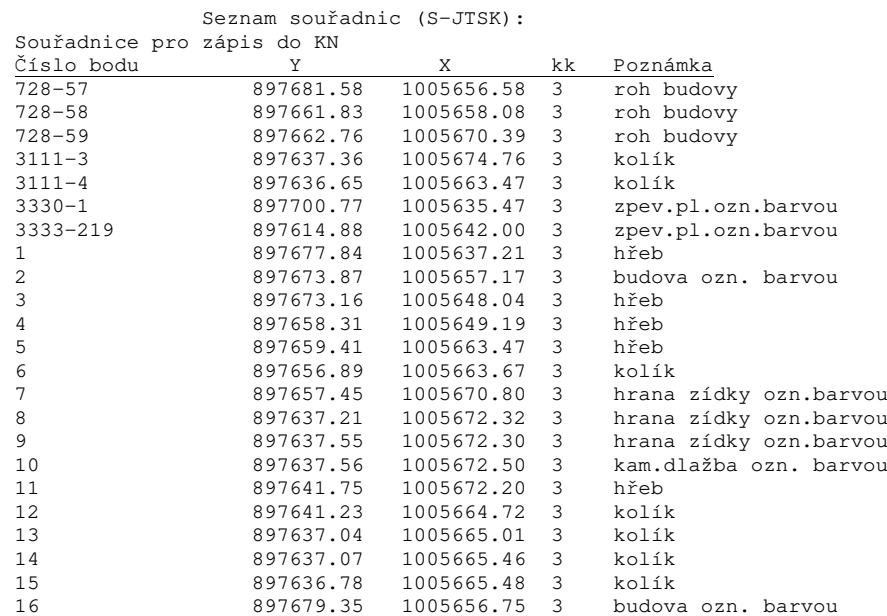 Seznam souřadnic (S-JTSK):
Souřadnice pro zápis do KN
Číslo bodu Y X kk Poznámka
728-57 897681.58 1005656.58 3 roh budovy
728-58 897661.83 1005658.08 3 roh budovy
728-59 897662.76 1005670.39 3 roh budovy
3111-3 897637.36 1005674.76 3 kolík
3111-4 897636.65 1005663.47 3 kolík
3330-1 897700.77 1005635.47 3 zpev.pl.ozn.barvou
3333-219 897614.88 1005642.00 3 zpev.pl.ozn.barvou
1 897677.84 1005637.21 3 hřeb
2 897673.87 1005657.17 3 budova ozn. barvou
3 897673.16 1005648.04 3 hřeb
4 897658.31 1005649.19 3 hřeb
5 897659.41 1005663.47 3 hřeb
6 897656.89 1005663.67 3 kolík
7 897657.45 1005670.80 3 hrana zídky ozn.barvou
8 897637.21 1005672.32 3 hrana zídky ozn.barvou
9 897637.55 1005672.30 3 hrana zídky ozn.barvou
10 897637.56 1005672.50 3 kam.dlažba ozn. barvou
11 897641.75 1005672.20 3 hřeb
12 897641.23 1005664.72 3 kolík
13 897637.04 1005665.01 3 kolík
14 897637.07 1005665.46 3 kolík
15 897636.78 1005665.48 3 kolík
16 897679.35 1005656.75 3 budova ozn. barvou